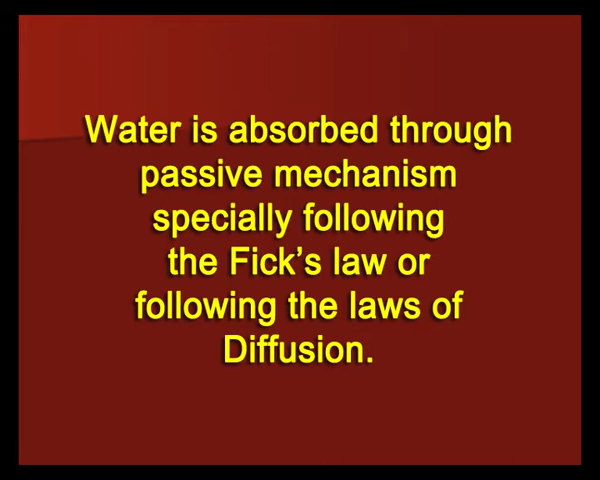 Water is absorbed through
passive mechanism
specially following
the Fick's law or
following the laws of
Diffusion.